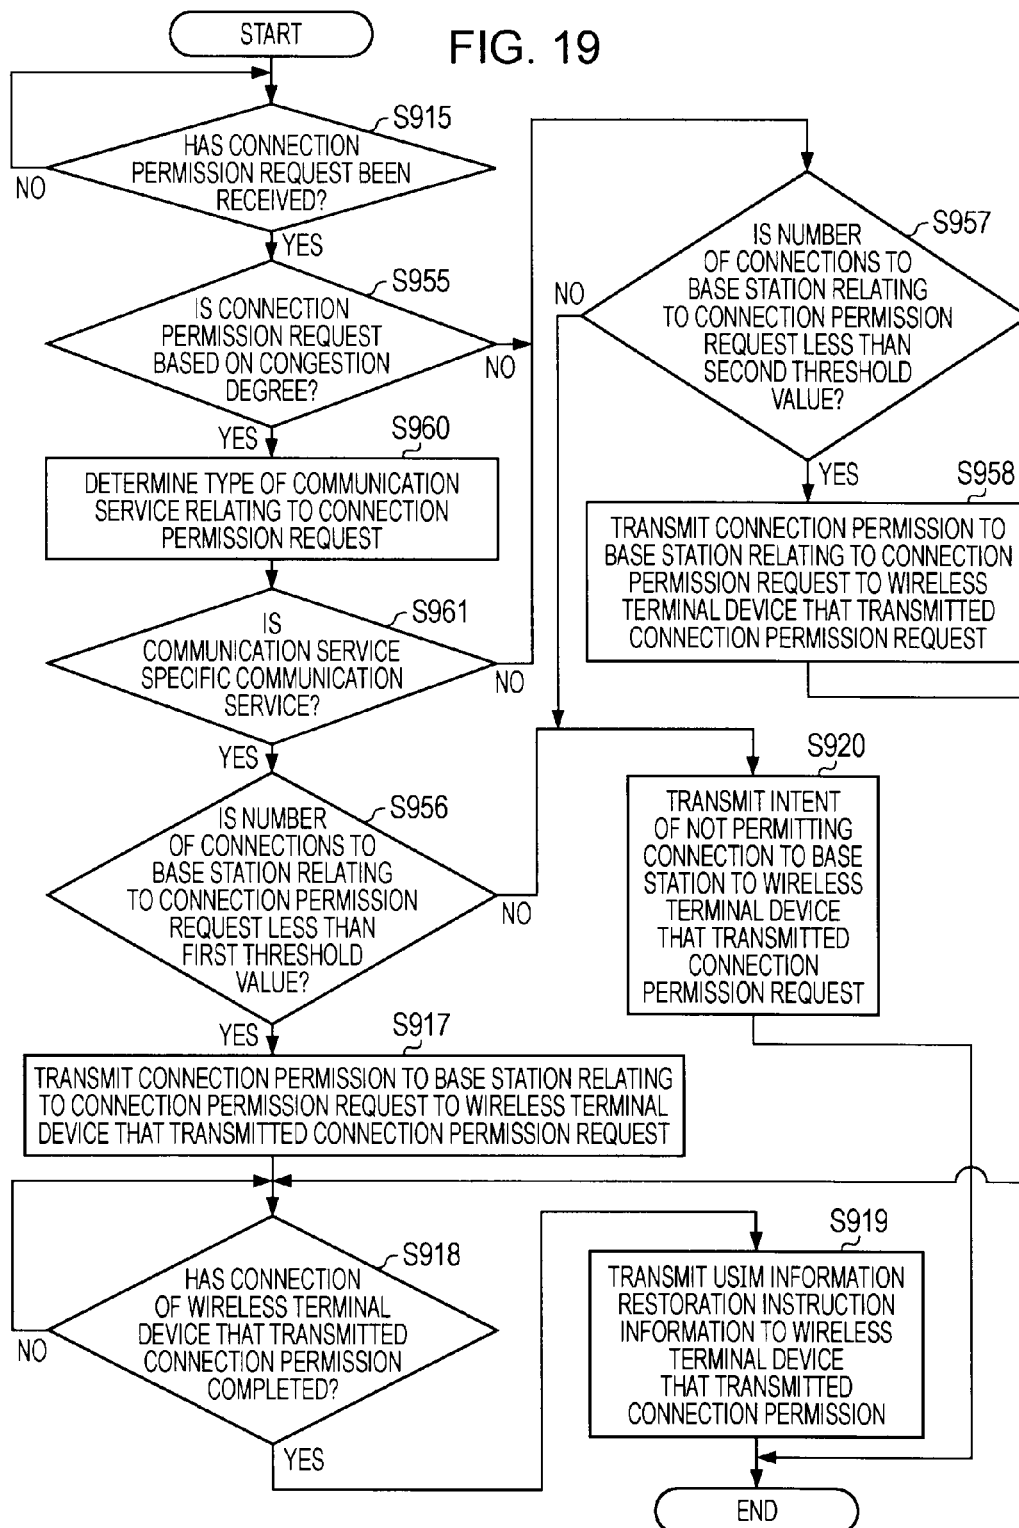 START
FIG. 19
S915
HAS CONNECTION
PERMISSION REQUEST BEEN
RECEIVED?
NO
YES
S955
IS CONNECTION
PERMISSION REQUEST
BASED ON CONGESTION
DEGREE?
NO
YES
S960
DETERMINE TYPE OF COMMUNICATION
SERVICE RELATING TO CONNECTION
PERMISSION REQUEST
S961
IS
COMMUNICATION SERVICE
SPECIFIC COMMUNICATION
SERVICE?
NO
YES
S956
IS NUMBER
OF CONNECTIONS TO
BASE STATION RELATING
TO CONNECTION PERMISSION
REQUEST LESS THAN
FIRST THRESHOLD
VALUE?
NO
YES
S917
TRANSMIT CONNECTION PERMISSION TO BASE STATION RELATING
TO CONNECTION PERMISSION REQUEST TO WIRELESS TERMINAL
DEVICE THAT TRANSMITTED CONNECTION PERMISSION REQUEST
S918
HAS CONNECTION
OF WIRELESS TERMINAL
DEVICE THAT TRANSMITTED
CONNECTION PERMISSION
COMPLETED?
NO
YES
S957
IS NUMBER
OF CONNECTIONS TO
BASE STATION RELATING
TO CONNECTION PERMISSION
REQUEST LESS THAN
SECOND THRESHOLD
VALUE?
NO
YES
S958
TRANSMIT CONNECTION PERMISSION TO
BASE STATION RELATING TO CONNECTION
PERMISSION REQUEST TO WIRELESS
TERMINAL DEVICE THAT TRANSMITTED
CONNECTION PERMISSION REQUEST
S920
TRANSMIT INTENT
OF NOT PERMITTING
CONNECTION TO BASE
STATION TO WIRELESS
TERMINAL DEVICE
THAT TRANSMITTED
CONNECTION
PERMISSION REQUEST
S919
TRANSMIT USIM INFORMATION
RESTORATION INSTRUCTION
INFORMATION TO WIRELESS
TERMINAL DEVICE
THAT TRANSMITTED
CONNECTION PERMISSION
END